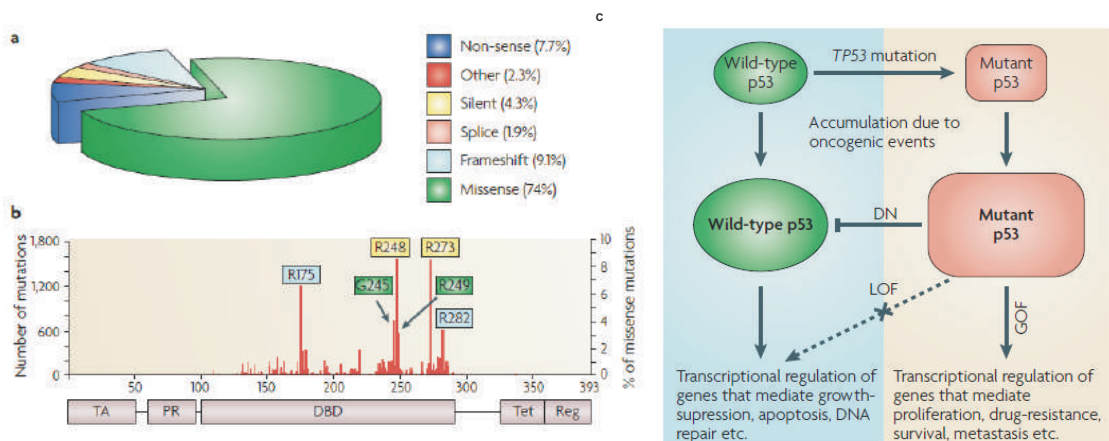 a
Non-sense (7.7%)
Other (2.3%)
Silent (4.3%)
Splice (1.9%)
Frameshift (9.1%)
Missense (74%)
b
Number of mutations
1,800
1,200
600
0
R175
G245
R248
R249
R273
R282
10
8
6
4
2
0
% of missense mutations
0
50
100
150
200
250
300
350
393
TA
PR
DBD
Tet
Reg
c
Wild-type
p53
TP53 mutation
Mutant
p53
Accumulation due to
oncogenic events
Wild-type p53
DN
Mutant
p53
LOF
GOF
Transcriptional regulation of
genes that mediate growth-
supression, apoptosis, DNA
repair etc.
Transcriptional regulation of
genes that mediate
proliferation, drug-resistance,
survival, metastasis etc.